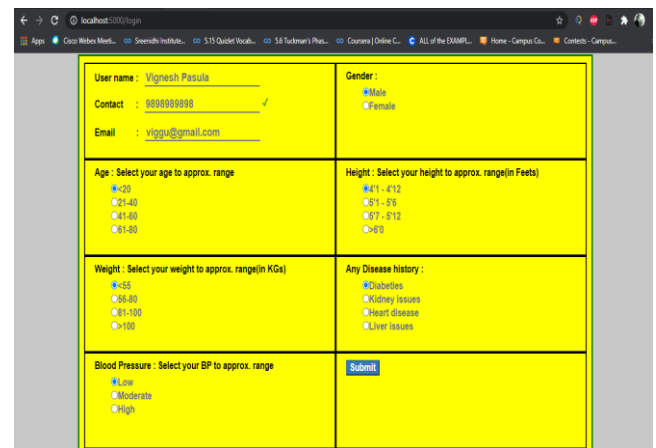 localhost:5000/login
Apps Cisco Webex Meeti... Sreenidhi Institute... 5.15 Quizlet Vocab... 5.6 Tuckman's Phas... Coursera | Online C... ALL of the EXAMPL... Home - Campus Co... Contests - Campus...
User name : Vignesh Pasula
Contact : 9898989898 ✓
Email : viggu@gmail.com
Gender :
Male
Female
Age : Select your age to approx. range
<20
21-40
41-60
61-80
Height : Select your height to approx. range(in Feets)
4'1 - 4'12
5'1 - 5'6
5'7 - 5'12
>6'0
Weight : Select your weight to approx. range(in KGs)
<55
56-80
81-100
>100
Any Disease history :
Diabeties
Kidney issues
Heart disease
Liver issues
Blood Pressure : Select your BP to approx. range
Low
Moderate
High
Submit